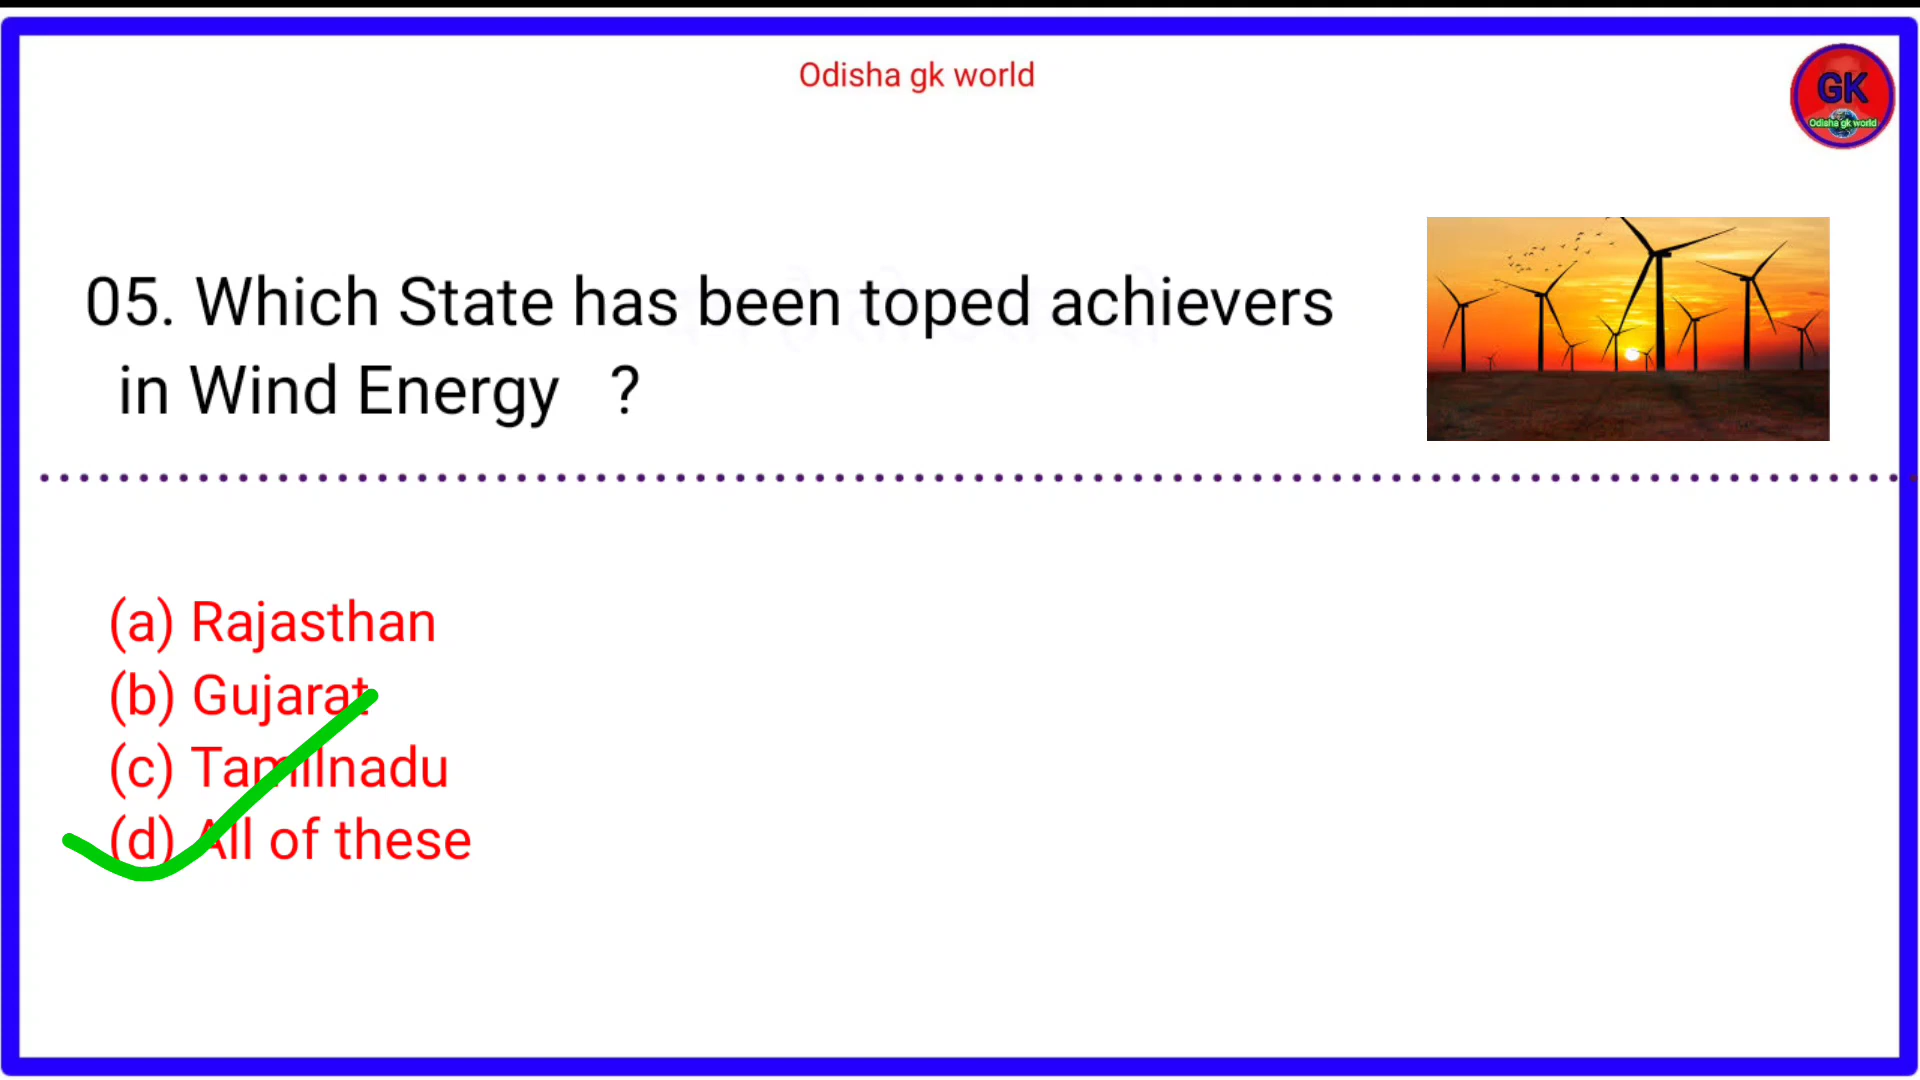 Odisha gk world
GK
Odisha gk world
05. Which State has been toped achievers
in Wind Energy ?
(a) Rajasthan
(b) Gujarat
(c) Tamilnadu
(d) All of these